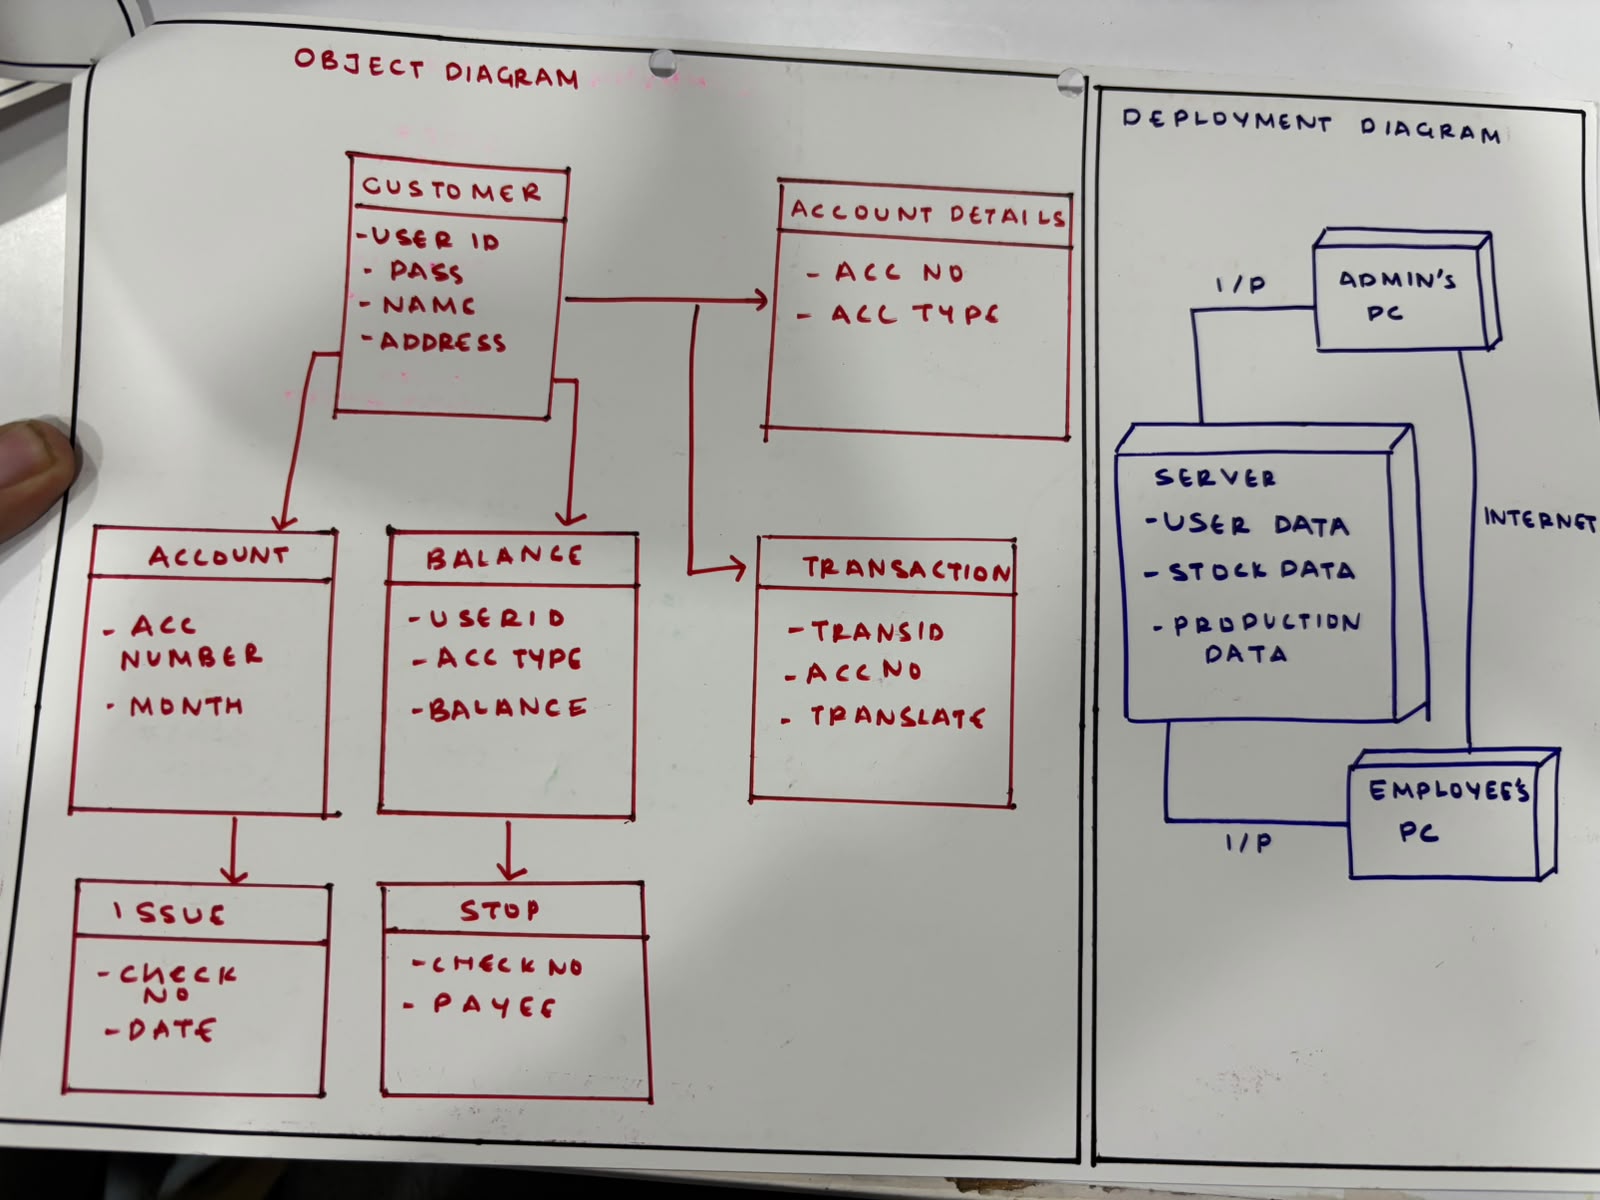 OBJECT DIAGRAM
CUSTOMER
-USER ID
- PASS
- NAME
- ADDRESS
ACCOUNT DETAILS
- ACC NO
- ACC TYPE
ACCOUNT
- ACC
NUMBER
- MONTH
BALANCE
- USERID
- ACC TYPE
- BALANCE
TRANSACTION
- TRANSID
- ACC NO
- TRANSLATE
ISSUE
- CHECK
NO
- DATE
STOP
- CHECK NO
- PAYEE
DEPLOYMENT DIAGRAM
I/P
ADMIN'S
PC
SERVER
- USER DATA
- STOCK DATA
- PRODUCTION
DATA
INTERNET
I/P
EMPLOYEE'S
PC